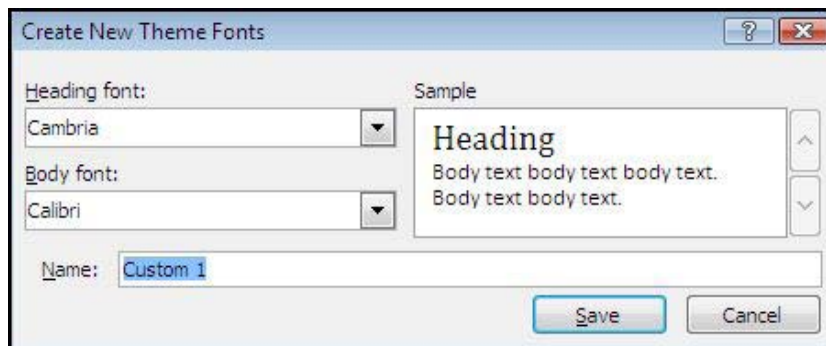 Create New Theme Fonts
Heading font:
Cambria
Body font:
Calibri
Sample
Heading
Body text body text body text.
Body text body text.
Name: Custom 1
Save Cancel